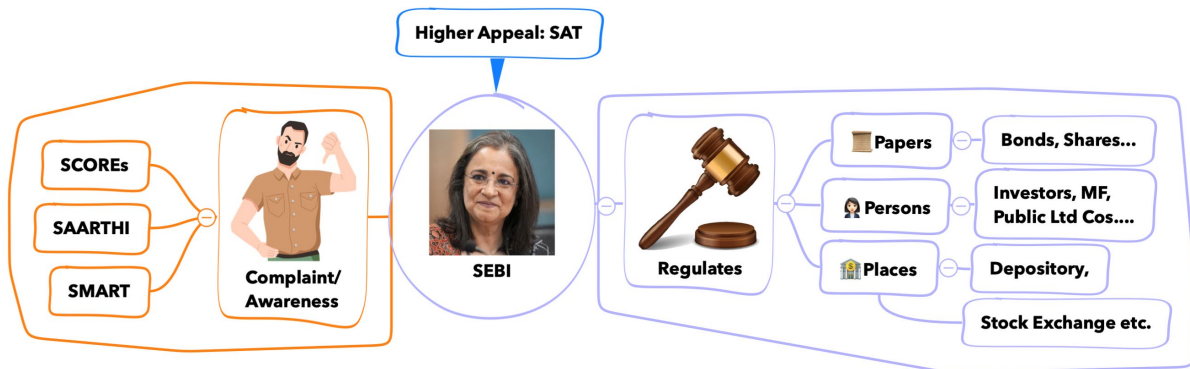 Higher Appeal: SAT
SCOREs
SAARTHI
SMART
Complaint/
Awareness
SEBI
Regulates
Papers
Bonds, Shares...
Persons
Investors, MF,
Public Ltd Cos....
Places
Depository,
Stock Exchange etc.